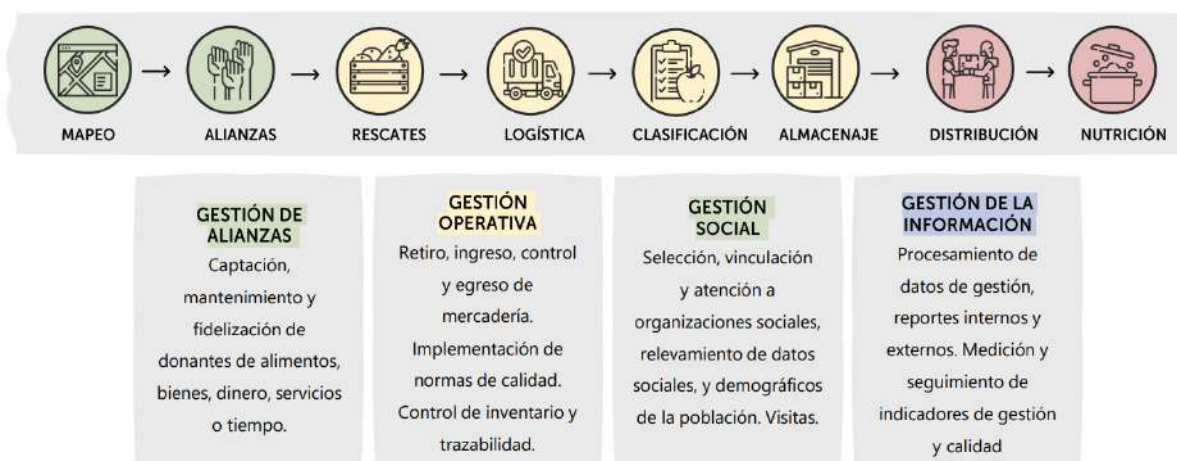 MAPEO
ALIANZAS
RESCATES
LOGÍSTICA
CLASIFICACIÓN
ALMACENAJE
DISTRIBUCIÓN
NUTRICIÓN
GESTIÓN DE
ALIANZAS
Captación,
mantenimiento y
fidelización de
donantes de alimentos,
bienes, dinero, servicios
o tiempo.
GESTIÓN
OPERATIVA
Retiro, ingreso, control
y egreso de
mercadería.
Implementación de
normas de calidad.
Control de inventario y
trazabilidad.
GESTIÓN
SOCIAL
Selección, vinculación
y atención a
organizaciones sociales,
relevamiento de datos
sociales, y demográficos
de la población. Visitas.
GESTIÓN DE LA
INFORMACIÓN
Procesamiento de
datos de gestión,
reportes internos y
externos. Medición y
seguimiento de
indicadores de gestión
y calidad